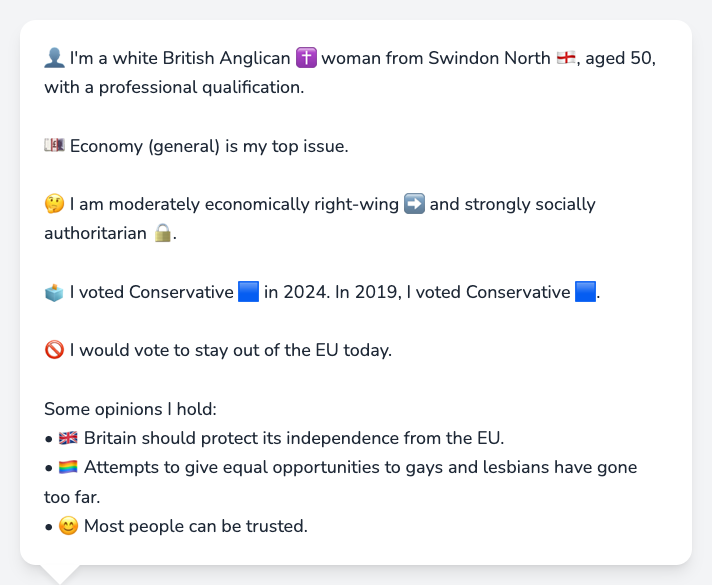 👤 I'm a white British Anglican ✝️ woman from Swindon North 🏴󠁧󠁢󠁥󠁮󠁧󠁿, aged 50,
with a professional qualification.
💷 Economy (general) is my top issue.
🤔 I am moderately economically right-wing ➡️ and strongly socially
authoritarian 🔒.
🗳️ I voted Conservative 🟦 in 2024. In 2019, I voted Conservative 🟦.
🚫 I would vote to stay out of the EU today.
Some opinions I hold:
• 🇬🇧 Britain should protect its independence from the EU.
• 🏳️‍🌈 Attempts to give equal opportunities to gays and lesbians have gone
too far.
• 😊 Most people can be trusted.